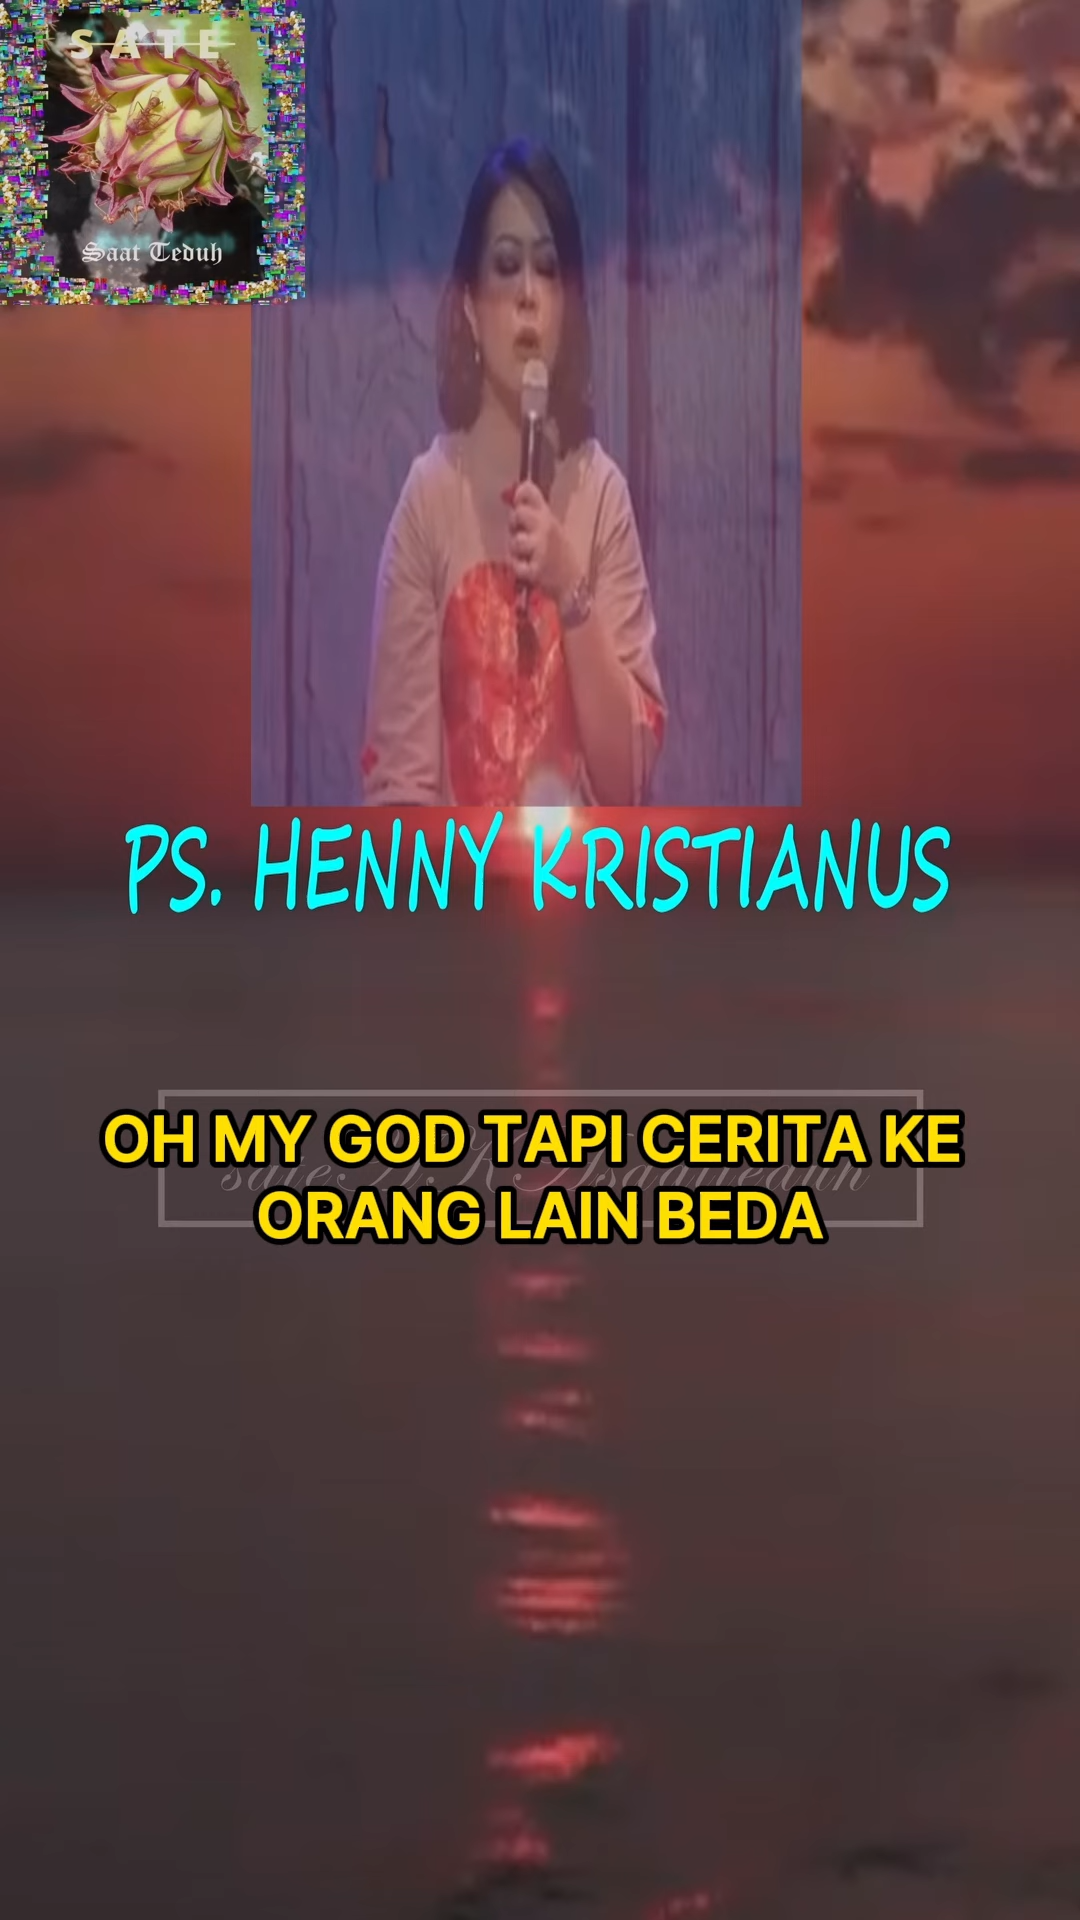 SATE
Saat Teduh
PS. HENNY KRISTIANUS
OH MY GOD TAPI CERITA KE
ORANG LAIN BEDA